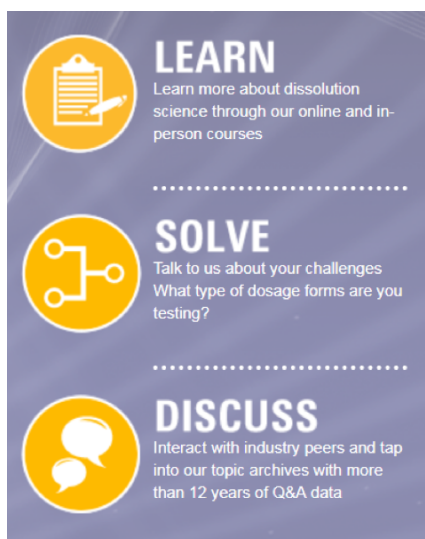 LEARN
Learn more about dissolution
science through our online and in-
person courses
SOLVE
Talk to us about your challenges
What type of dosage forms are you
testing?
DISCUSS
Interact with industry peers and tap
into our topic archives with more
than 12 years of Q&A data